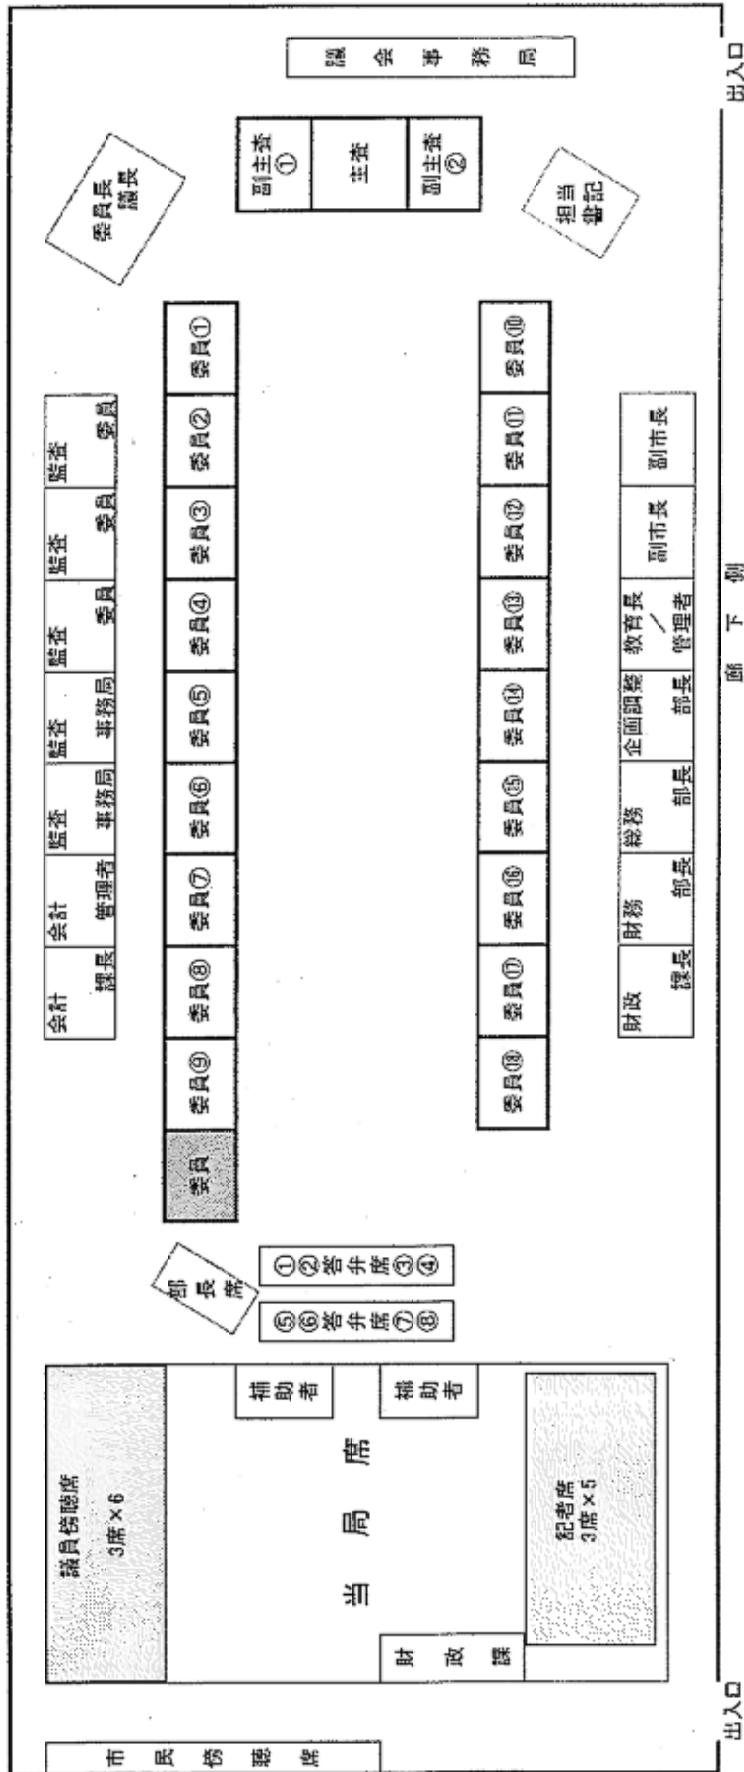 議会事務局
出入口
委員長
議長
副主査
①
主査
副主査
②
担当
書記
委員①
委員②
委員③
委員④
委員⑤
委員⑥
委員⑦
委員⑧
委員⑨
委員
委員⑩
委員⑪
委員⑫
委員⑬
委員⑭
委員⑮
委員⑯
委員⑰
委員⑱
監査
委員
監査
委員
監査
委員
監査
事務局
監査
事務局
会計
管理者
会計
課長
副市長
副市長
教育長
/
管理者
企画調整
部長
総務
部長
財務
部長
財政
課長
廊下側
部長席
①②答弁席③④
⑤⑥答弁席⑦⑧
補助者
補助者
当局席
議員傍聴席
3席×6
記者席
3席×5
財政課
市民傍聴席
出入口